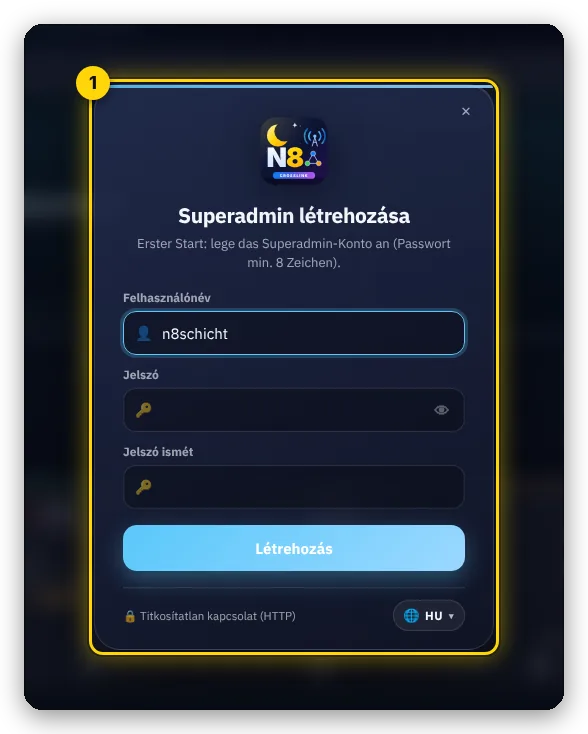 1
×
N8
CROSSLINK
Superadmin létrehozása
Erster Start: lege das Superadmin-Konto an (Passwort
min. 8 Zeichen).
Felhasználónév
n8schicht
Jelszó
Jelszó ismét
Létrehozás
Titkosítatlan kapcsolat (HTTP)
HU